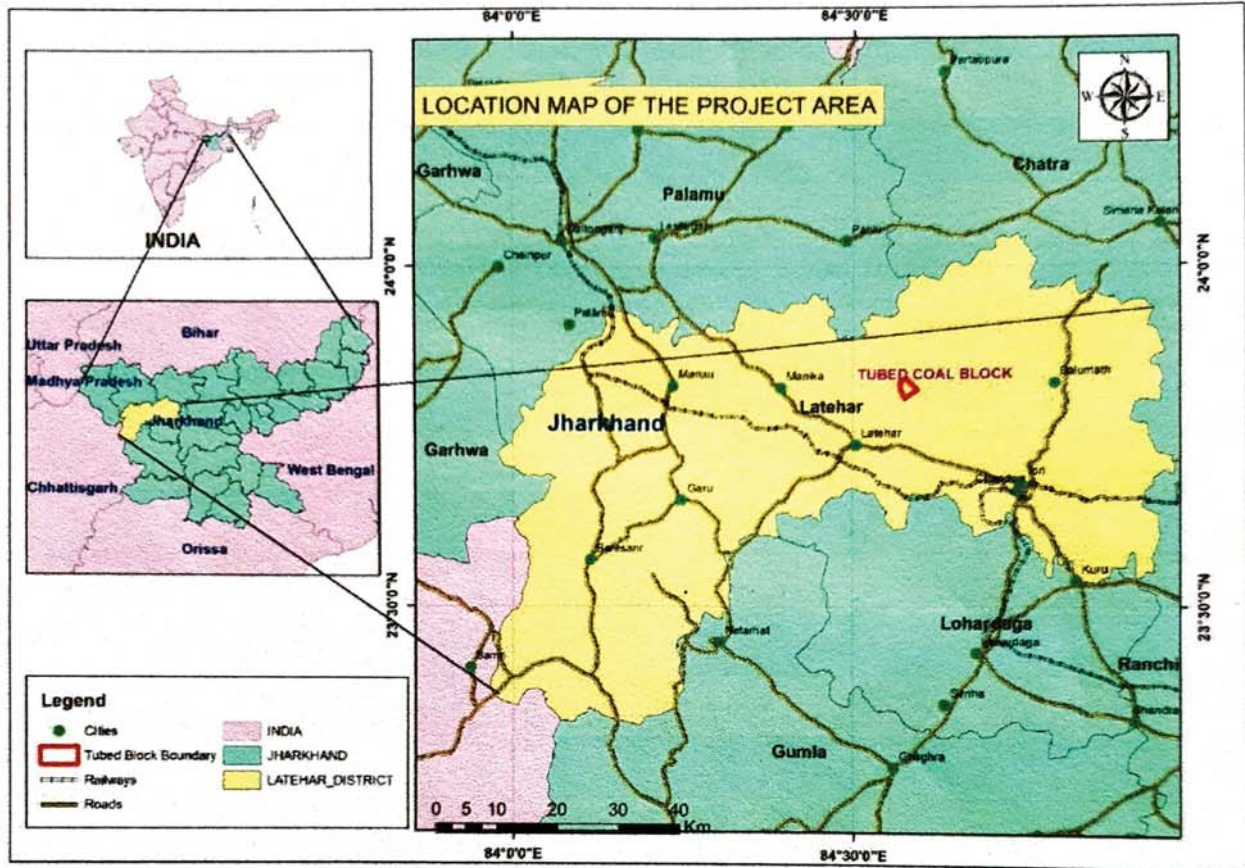 84°0'0"E
84°30'0"E
LOCATION MAP OF THE PROJECT AREA
N
W
E
S
INDIA
Partabpura
Garhwa
Palamu
Chatra
Chainpur
24°0'0"N
24°0'0"N
Bihar
Uttar Pradesh
Madhya Pradesh
Jharkhand
West Bengal
Chhattisgarh
Orissa
Manika
TUBED COAL BLOCK
Balumath
Latehar
Jharkhand
Latehar
Garhwa
Garu
Kuru
23°30'0"N
23°30'0"N
Lohardaga
Ranchi
Gumla
Ghaghra
Legend
Cities
Tubed Block Boundary
Railways
Roads
INDIA
JHARKHAND
LATEHAR_DISTRICT
0 5 10 20 30 40
Km
84°0'0"E
84°30'0"E